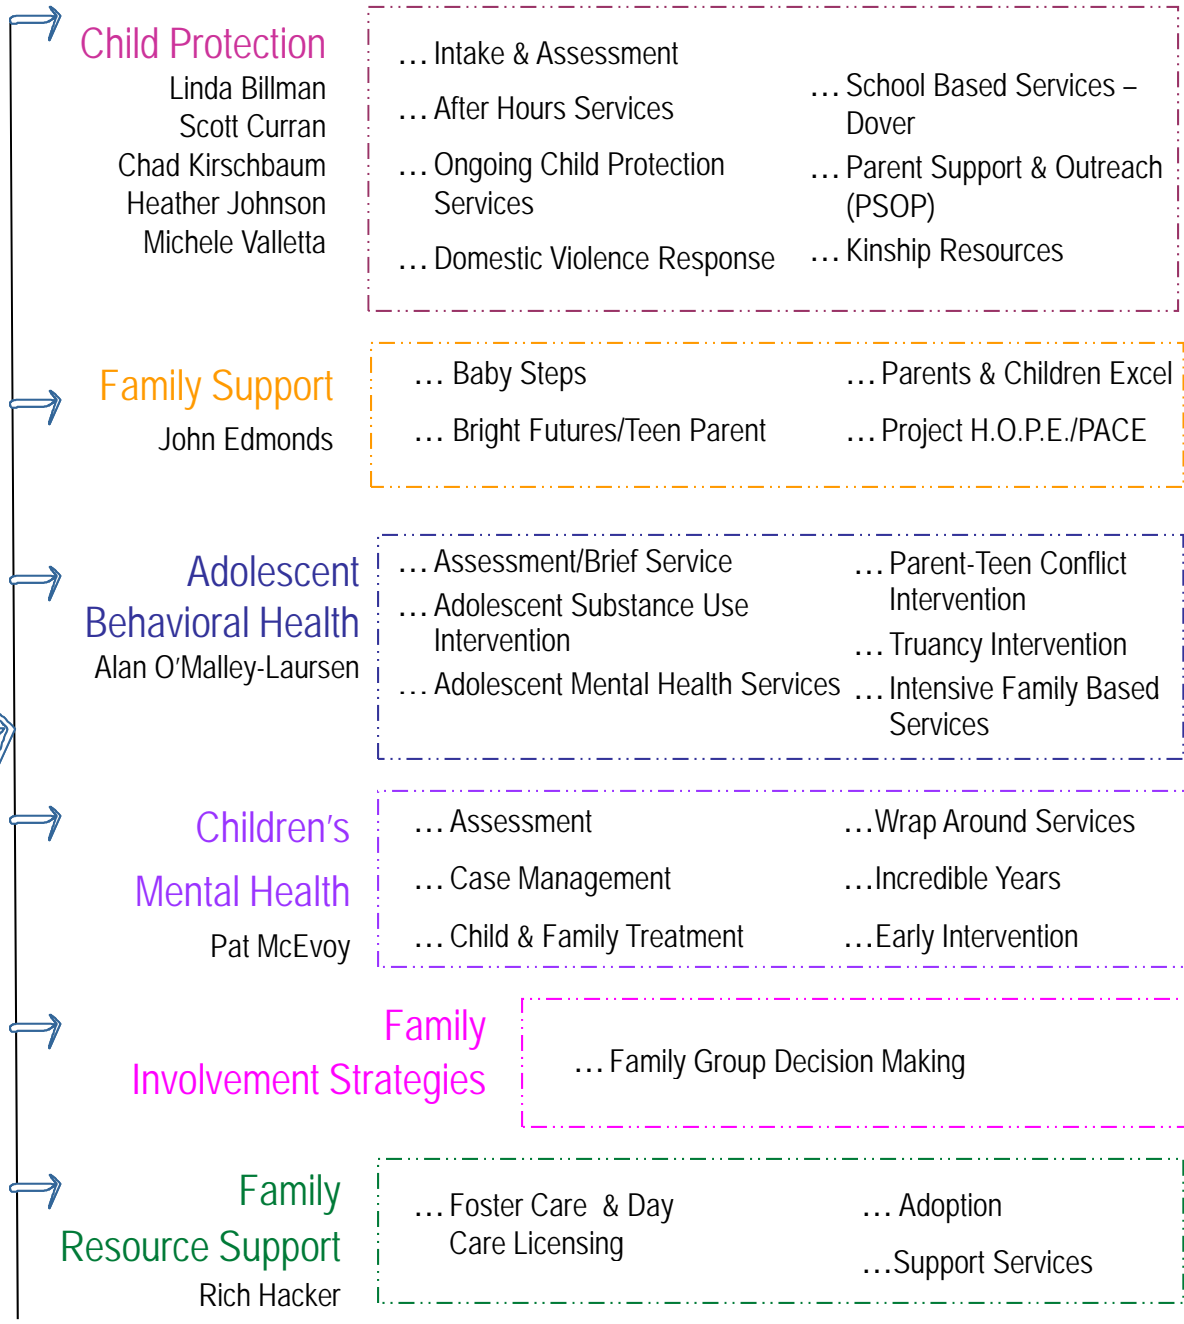 Child Protection
Linda Billman
Scott Curran
Chad Kirschbaum
Heather Johnson
Michele Valletta
… Intake & Assessment
… After Hours Services
… Ongoing Child Protection
Services
… Domestic Violence Response
… School Based Services –
Dover
… Parent Support & Outreach
(PSOP)
… Kinship Resources
Family Support
John Edmonds
… Baby Steps
… Bright Futures/Teen Parent
… Parents & Children Excel
… Project H.O.P.E./PACE
Adolescent
Behavioral Health
Alan O'Malley-Laursen
… Assessment/Brief Service
… Adolescent Substance Use
Intervention
… Adolescent Mental Health Services
… Parent-Teen Conflict
Intervention
… Truancy Intervention
… Intensive Family Based
Services
Children's
Mental Health
Pat McEvoy
… Assessment
… Case Management
… Child & Family Treatment
…Wrap Around Services
…Incredible Years
…Early Intervention
Family
Involvement Strategies
… Family Group Decision Making
Family
Resource Support
Rich Hacker
… Foster Care & Day
Care Licensing
… Adoption
…Support Services